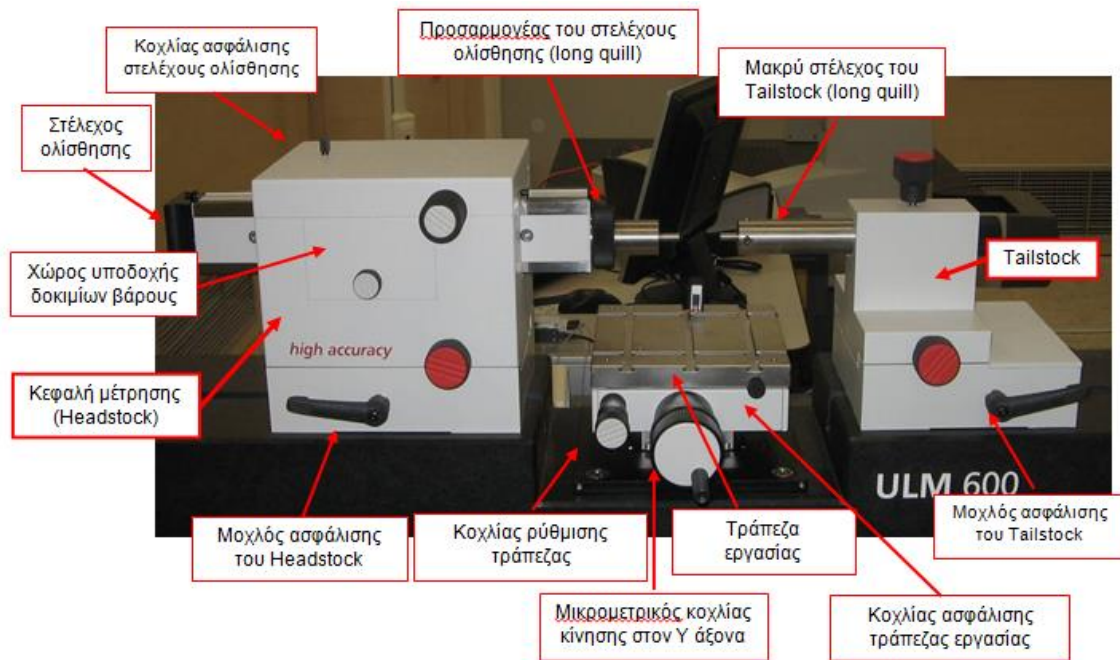 Κοχλίας ασφάλισης
στελέχους ολίσθησης
Προσαρμογέας του στελέχους
ολίσθησης (long quill)
Μακρύ στέλεχος του
Tailstock (long quill)
Στέλεχος
ολίσθησης
Χώρος υποδοχής
δοκιμίων βάρους
Tailstock
high accuracy
Κεφαλή μέτρησης
(Headstock)
ULM 600
Μοχλός ασφάλισης
του Headstock
Κοχλίας ρύθμισης
τράπεζας
Τράπεζα
εργασίας
Μοχλός ασφάλισης
του Tailstock
Μικρομετρικός κοχλίας
κίνησης στον Υ άξονα
Κοχλίας ασφάλισης
τράπεζας εργασίας